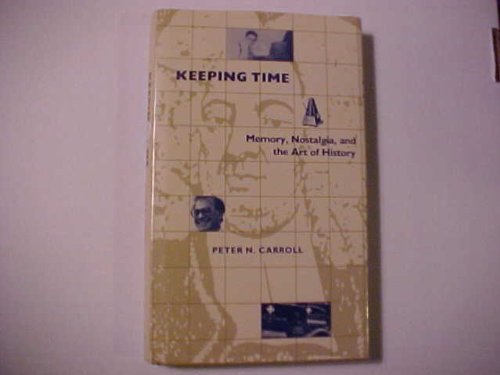 KEEPING TIME
Memory, Nostalgia, and
the Art of History
PETER N. CARROLL